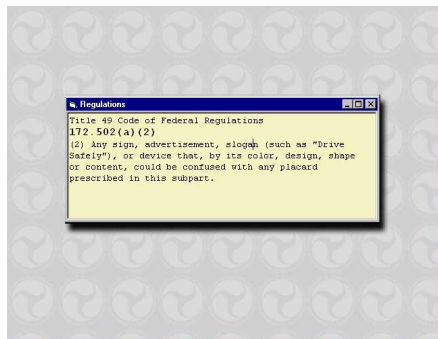 Regulations
Title 49 Code of Federal Regulations
172.502(a)(2)
(2) Any sign, advertisement, slogan (such as "Drive
Safely"), or device that, by its color, design, shape
or content, could be confused with any placard
prescribed in this subpart.